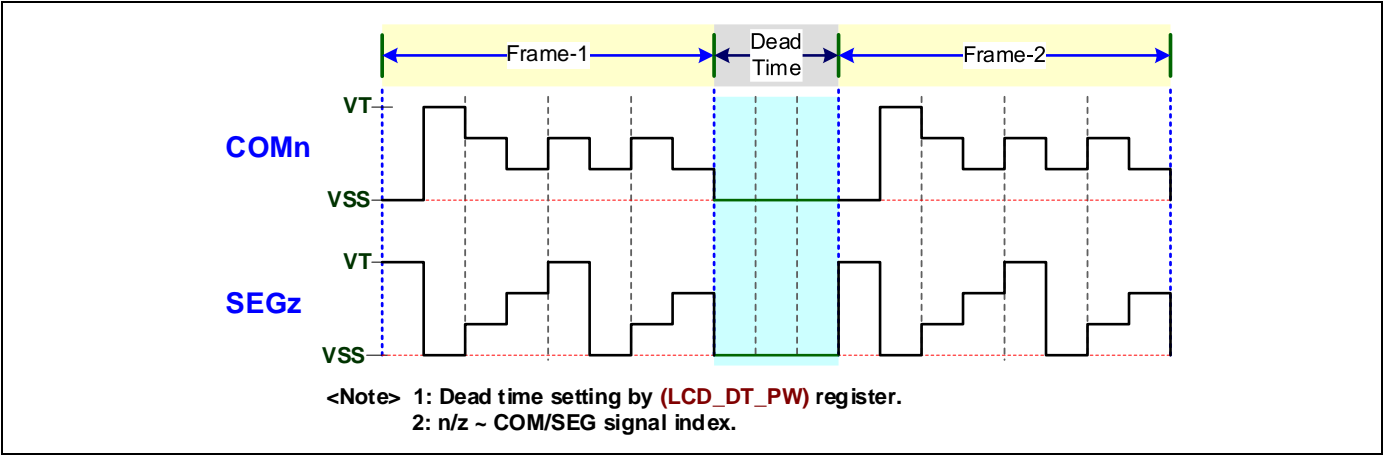 Frame-1
Dead
Time
Frame-2
VT
COMn
VSS
VT
SEGz
VSS
<Note> 1: Dead time setting by (LCD_DT_PW) register.
2: n/z ~ COM/SEG signal index.